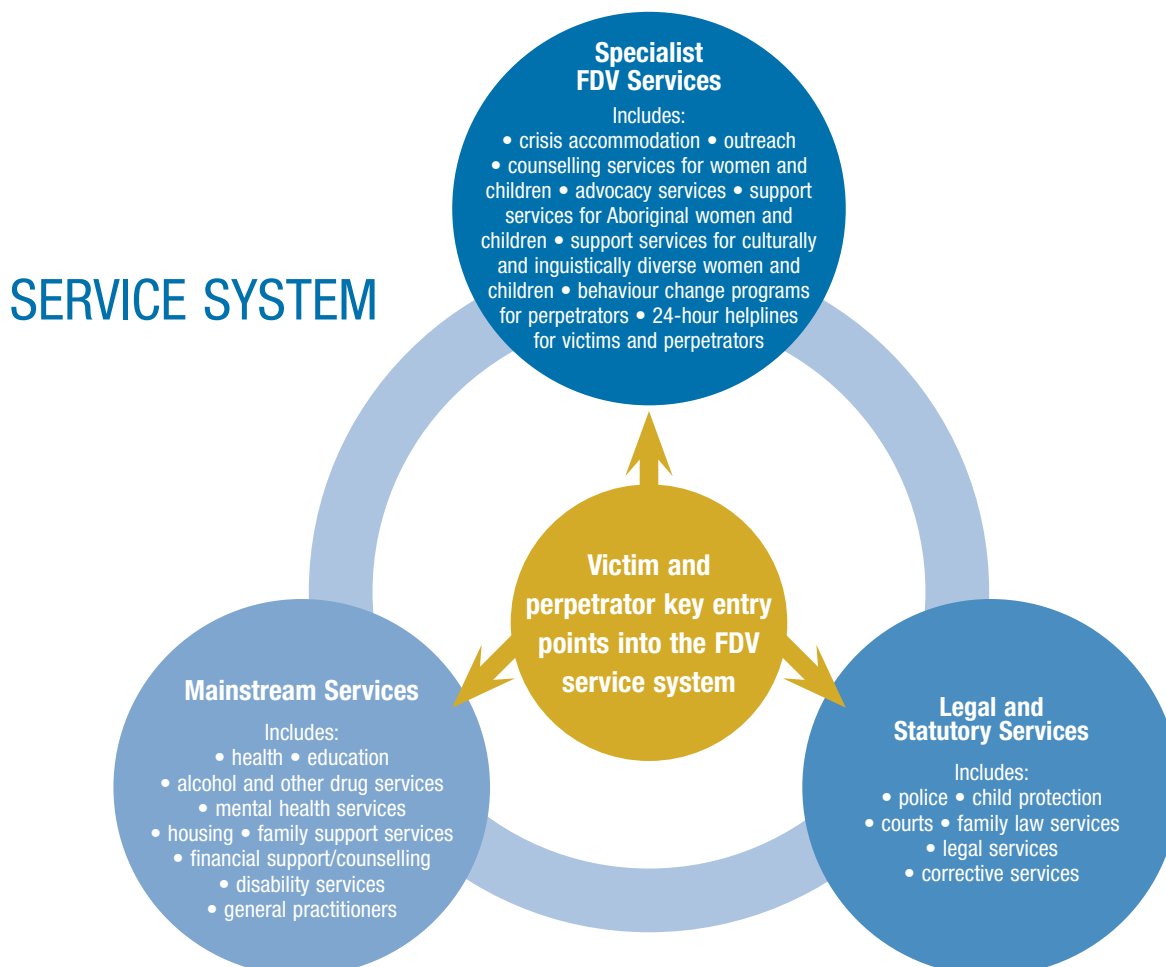 Specialist
FDV Services
Includes:
• crisis accommodation • outreach
• counselling services for women and
children • advocacy services • support
services for Aboriginal women and
children • support services for culturally
and inguistically diverse women and
children • behaviour change programs
for perpetrators • 24-hour helplines
for victims and perpetrators
SERVICE SYSTEM
Victim and
perpetrator key entry
points into the FDV
service system
Mainstream Services
Includes:
• health • education
• alcohol and other drug services
• mental health services
• housing • family support services
• financial support/counselling
• disability services
• general practitioners
Legal and
Statutory Services
Includes:
• police • child protection
• courts • family law services
• legal services
• corrective services